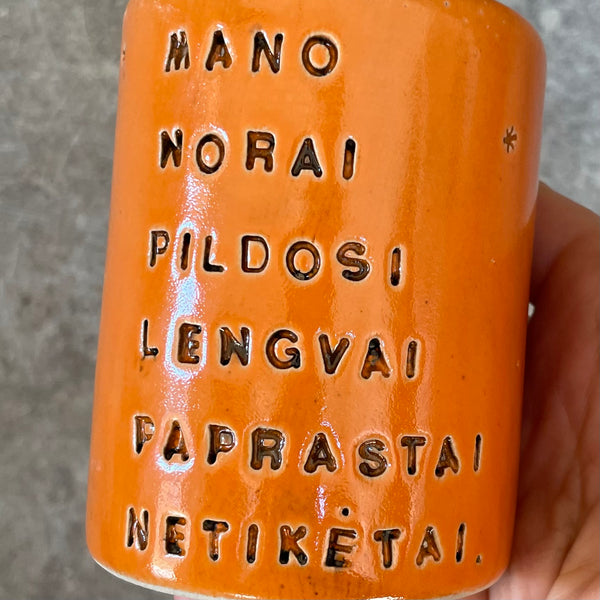 MANO
NORAI
PILDOSI
LENGVAI
PAPRASTAI
NETIKĖTAI.